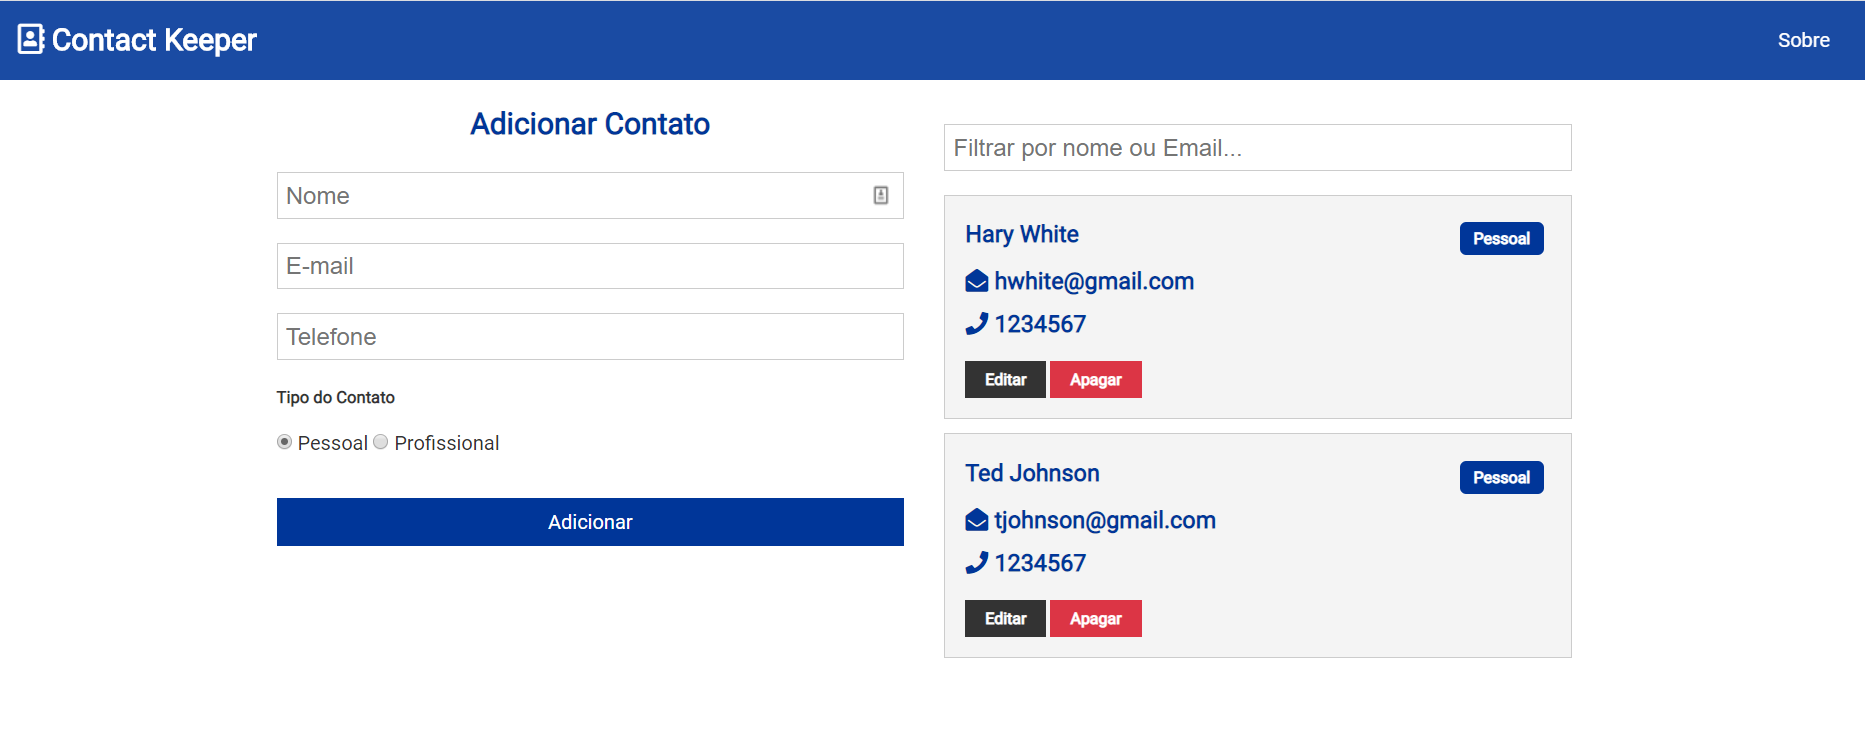 Contact Keeper
Sobre
Adicionar Contato
Nome
E-mail
Telefone
Tipo do Contato
Pessoal Profissional
Adicionar
Filtrar por nome ou Email...
Hary White
Pessoal
hwhite@gmail.com
1234567
Editar Apagar
Ted Johnson
Pessoal
tjohnson@gmail.com
1234567
Editar Apagar